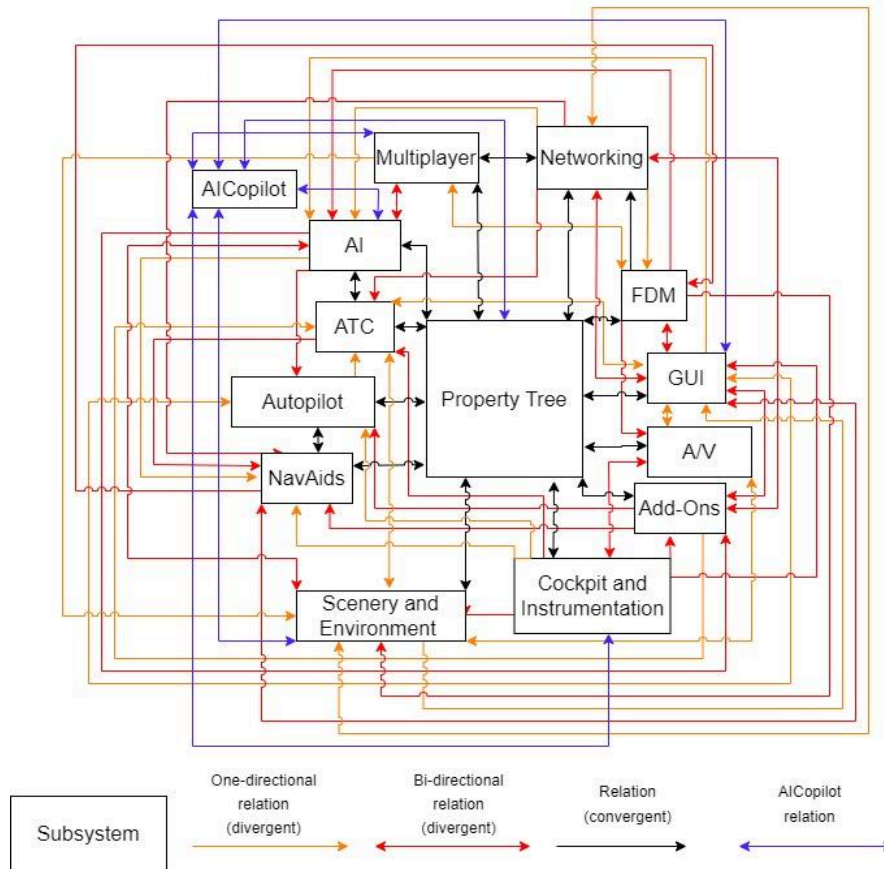 Multiplayer
Networking
AICopilot
AI
FDM
ATC
Property Tree
GUI
Autopilot
A/V
NavAids
Add-Ons
Cockpit and
Instrumentation
Scenery and
Environment
Subsystem
One-directional
relation
(divergent)
Bi-directional
relation
(divergent)
Relation
(convergent)
AICopilot
relation